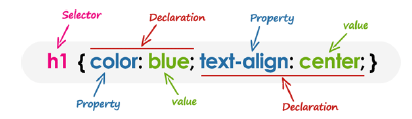 Selector Declaration Property value
h1 { color: blue; text-align: center; }
Property value Declaration